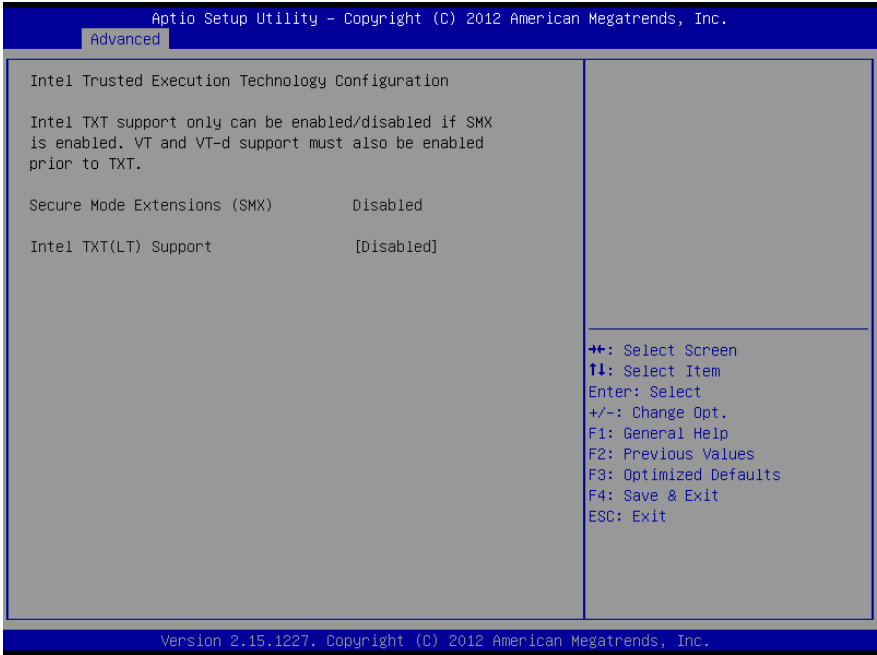 Aptio Setup Utility – Copyright (C) 2012 American Megatrends, Inc.
Advanced
Intel Trusted Execution Technology Configuration
Intel TXT support only can be enabled/disabled if SMX
is enabled. VT and VT-d support must also be enabled
prior to TXT.
Secure Mode Extensions (SMX) Disabled
Intel TXT(LT) Support [Disabled]
→←: Select Screen
↑↓: Select Item
Enter: Select
+/-: Change Opt.
F1: General Help
F2: Previous Values
F3: Optimized Defaults
F4: Save & Exit
ESC: Exit
Version 2.15.1227. Copyright (C) 2012 American Megatrends, Inc.